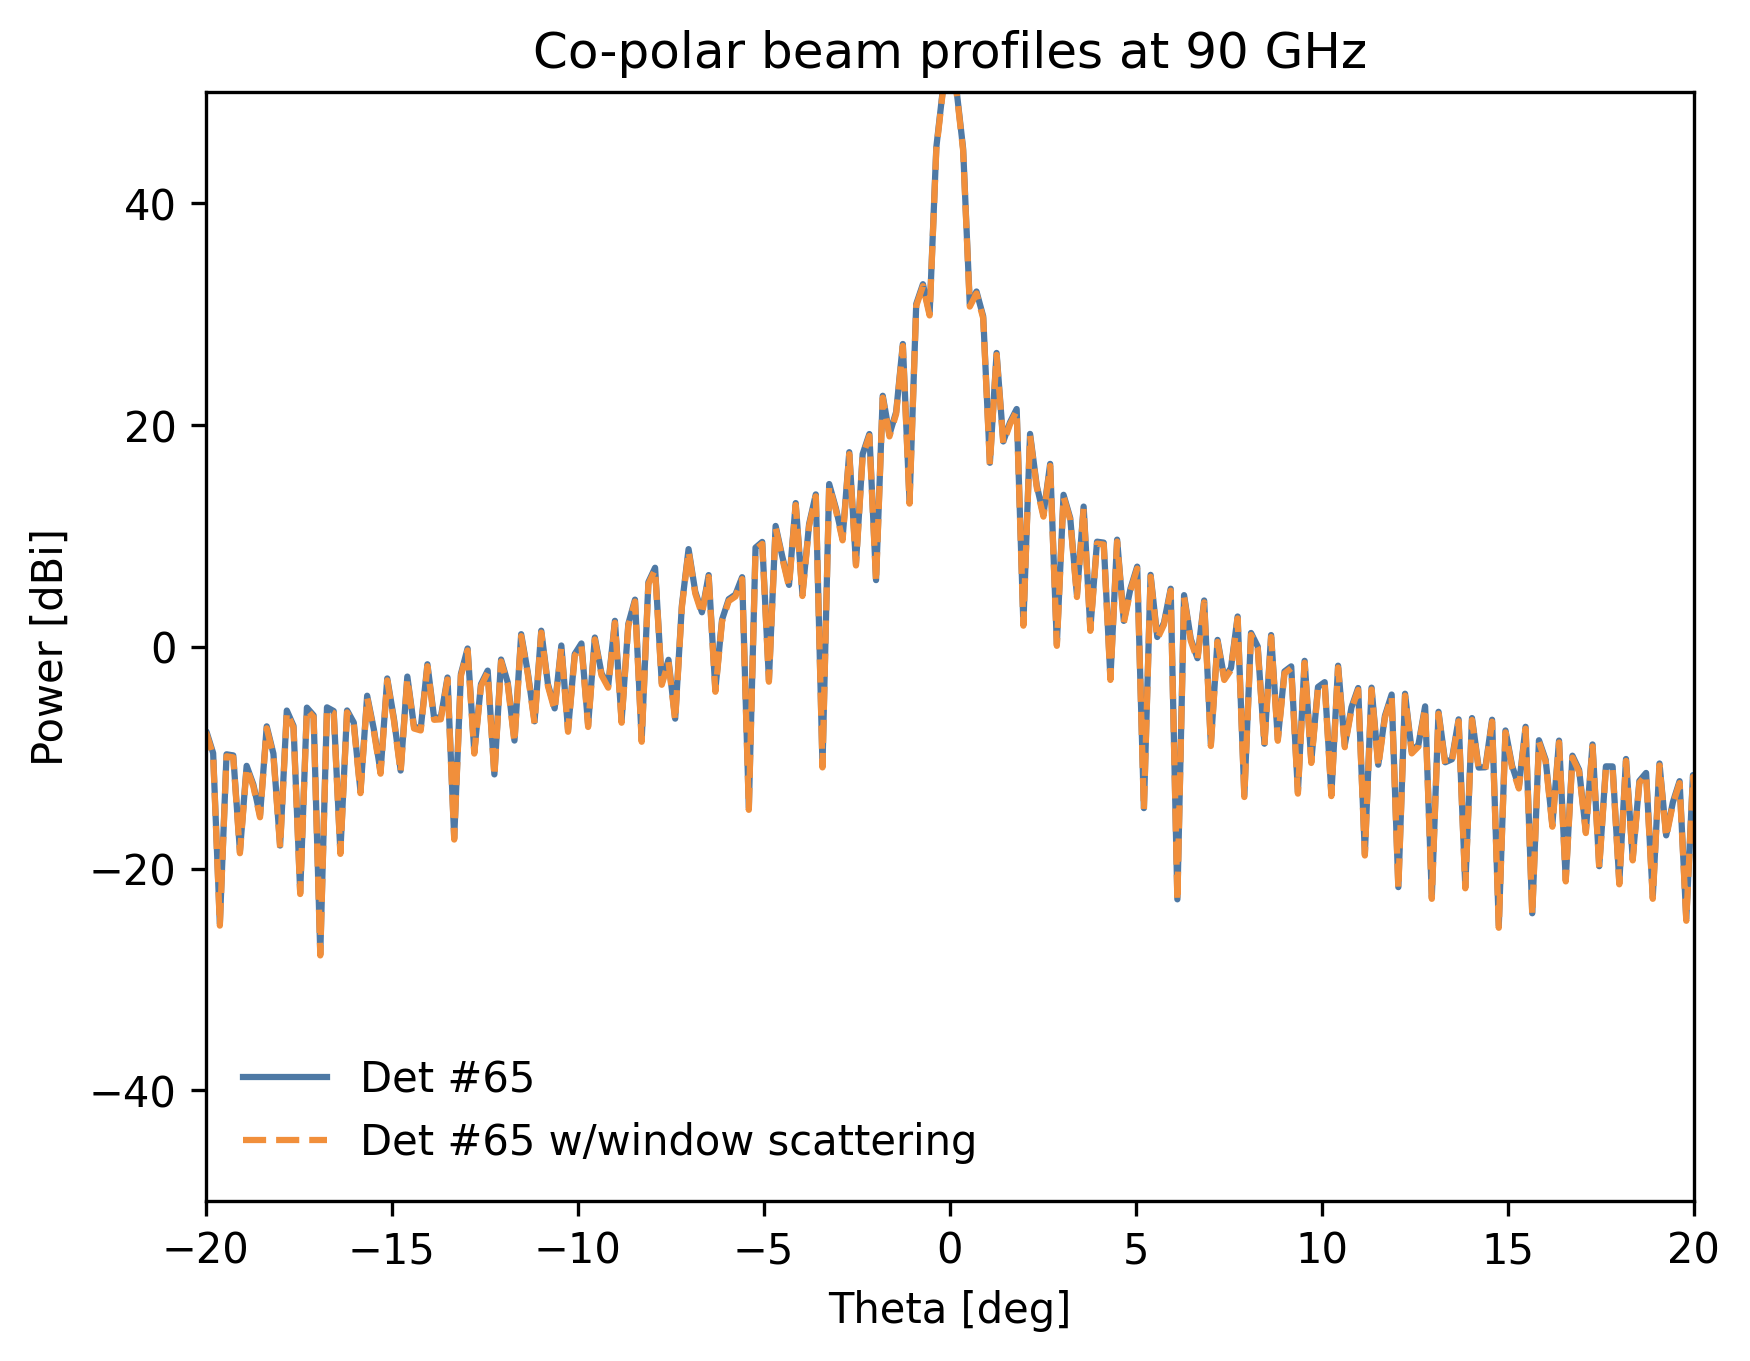 Co-polar beam profiles at 90 GHz
Power [dBi]
40
20
0
−20
−40
Det #65
Det #65 w/window scattering
−20 −15 −10 −5 0 5 10 15 20
Theta [deg]